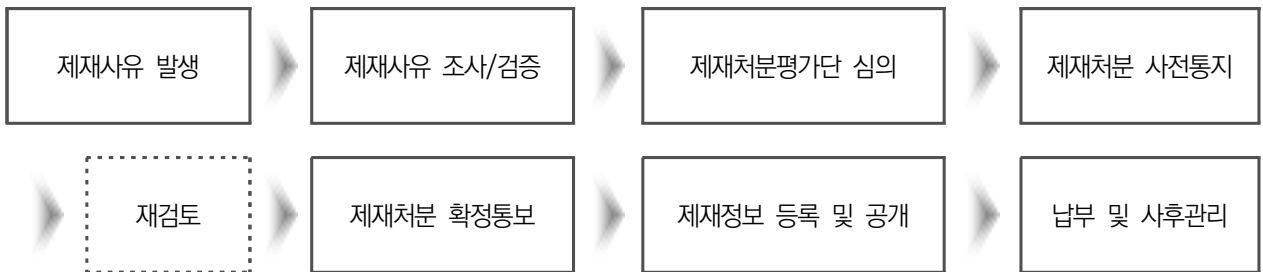 제재사유 발생
제재사유 조사/검증
제재처분평가단 심의
제재처분 사전통지
재검토
제재처분 확정통보
제재정보 등록 및 공개
납부 및 사후관리